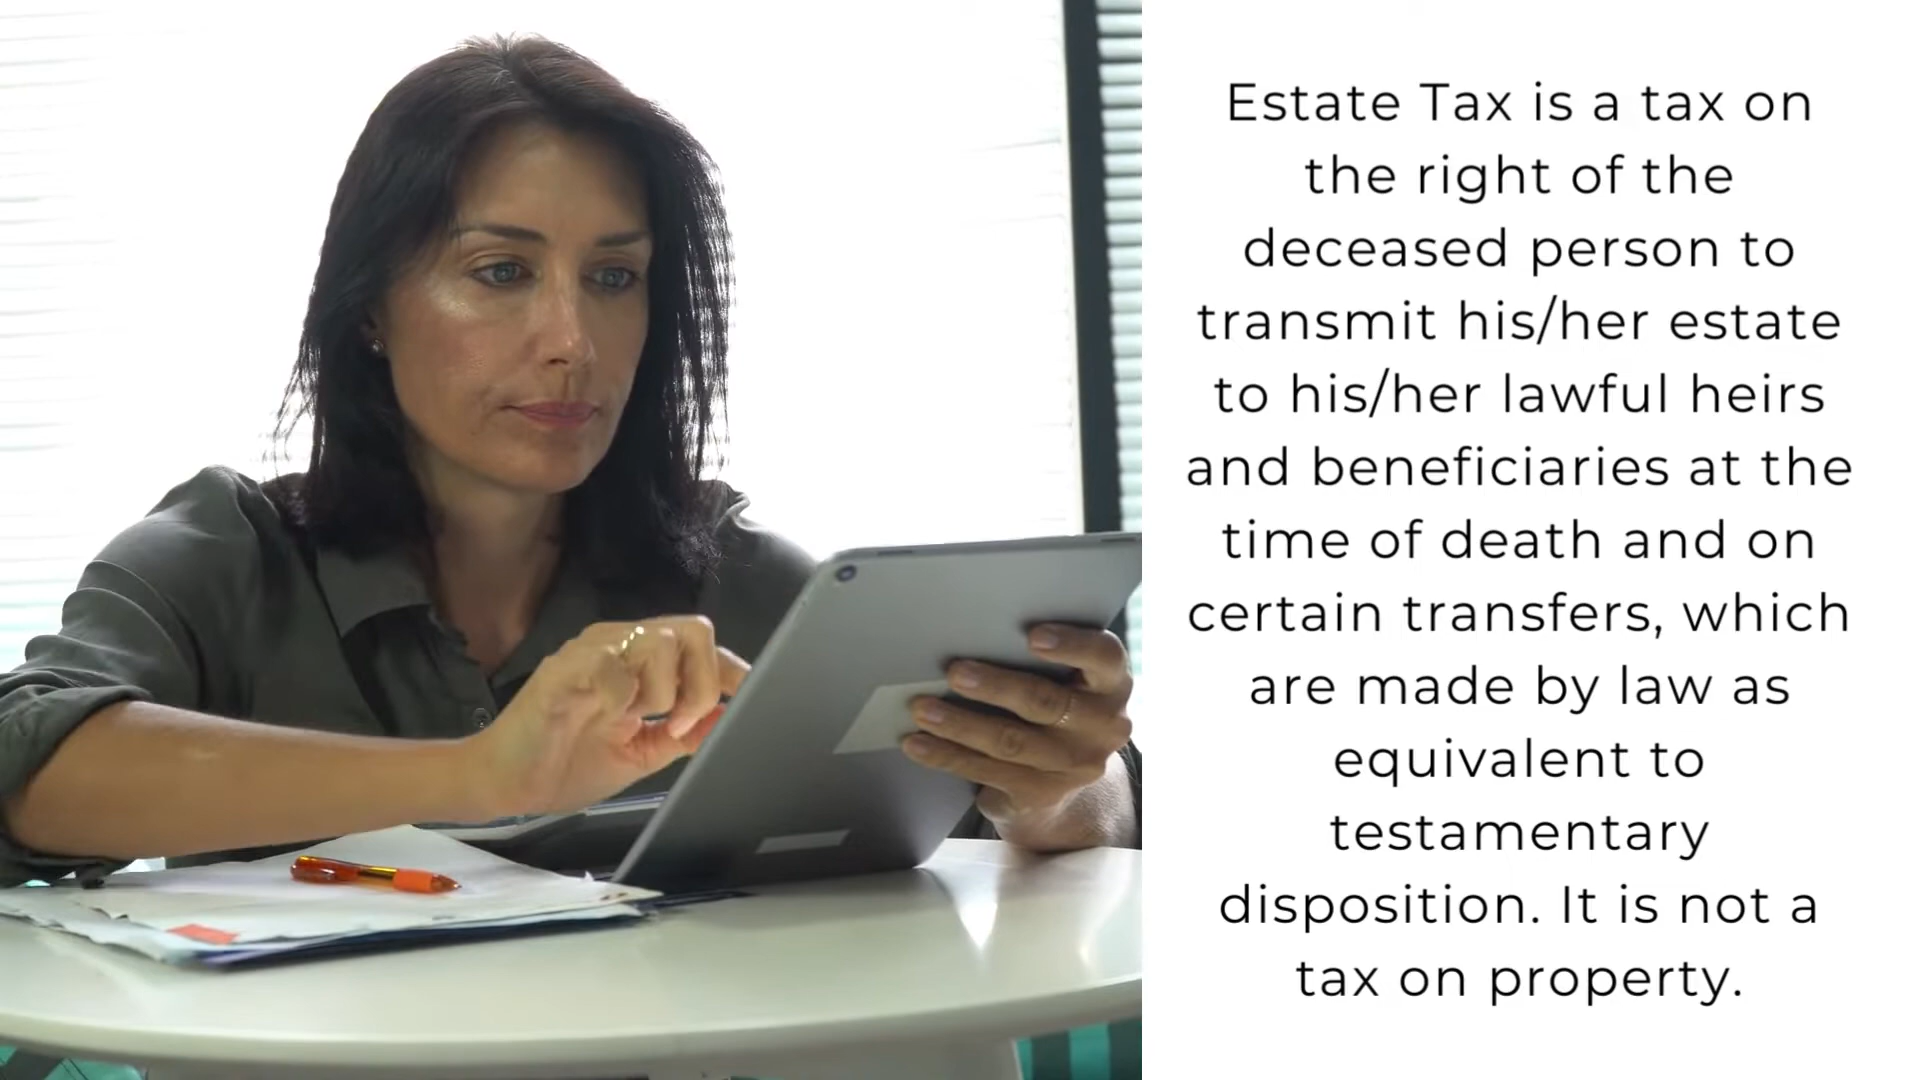 Estate Tax is a tax on
the right of the
deceased person to
transmit his/her estate
to his/her lawful heirs
and beneficiaries at the
time of death and on
certain transfers, which
are made by law as
equivalent to
testamentary
disposition. It is not a
tax on property.